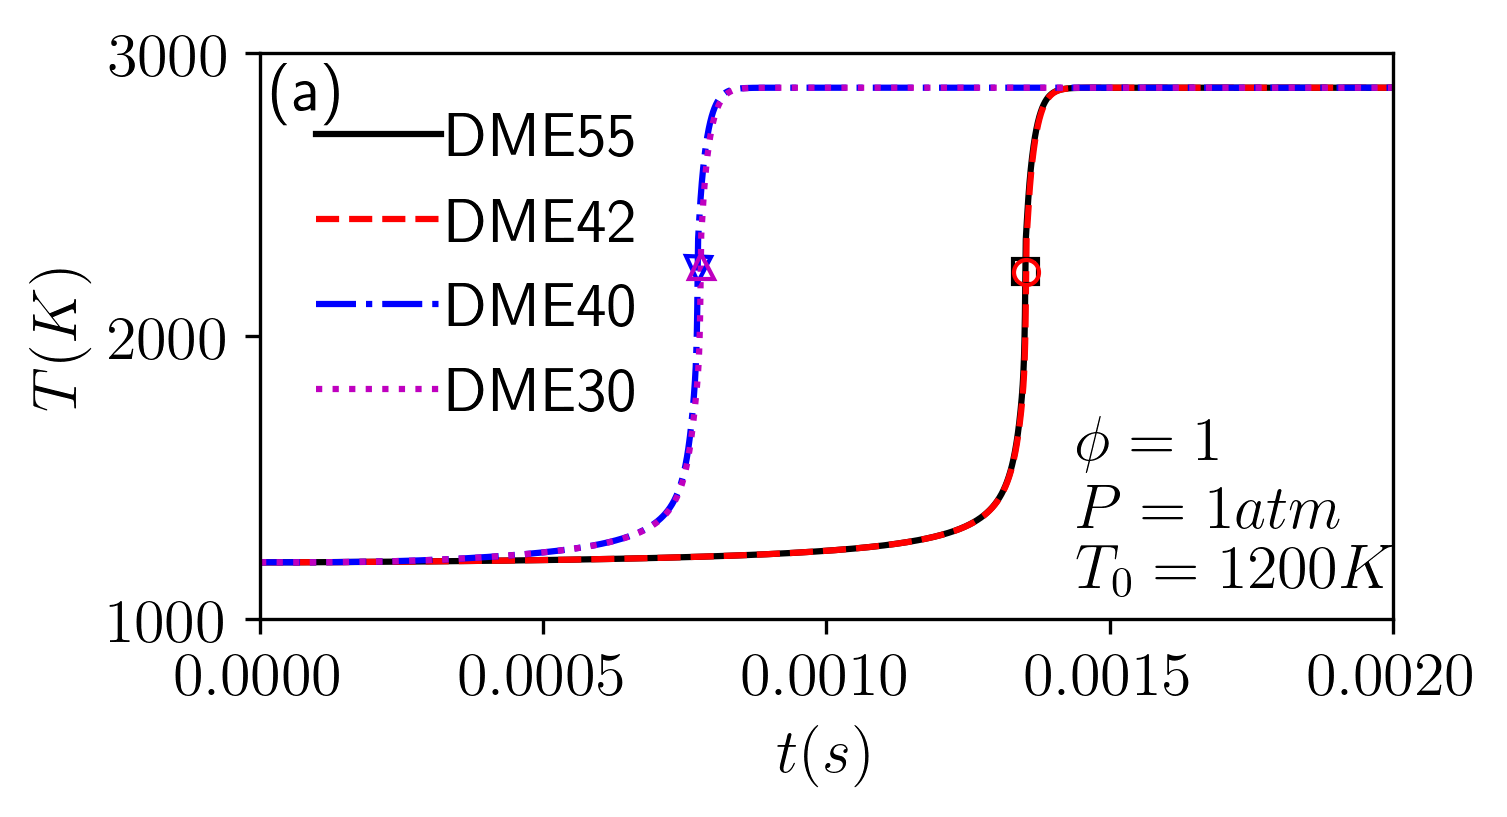 (a)
DME55
DME42
DME40
DME30
3000
2000
1000
T(K)
ϕ = 1
P = 1atm
T₀ = 1200K
0.0000 0.0005 0.0010 0.0015 0.0020
t(s)